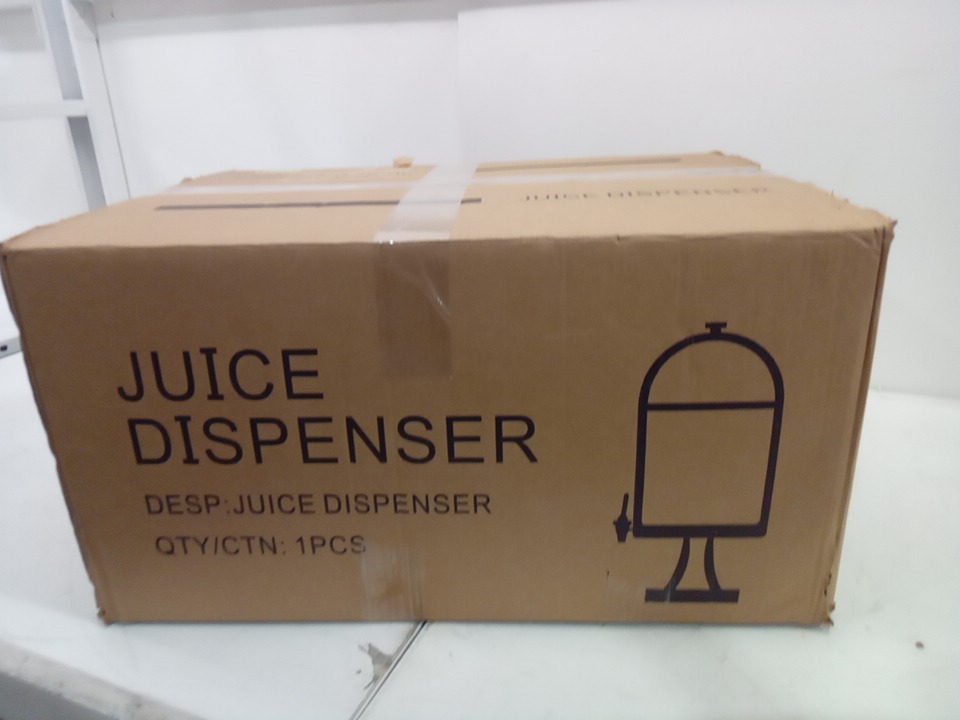 JUICE DISPENSER
JUICE
DISPENSER
DESP:JUICE DISPENSER
QTY/CTN: 1PCS